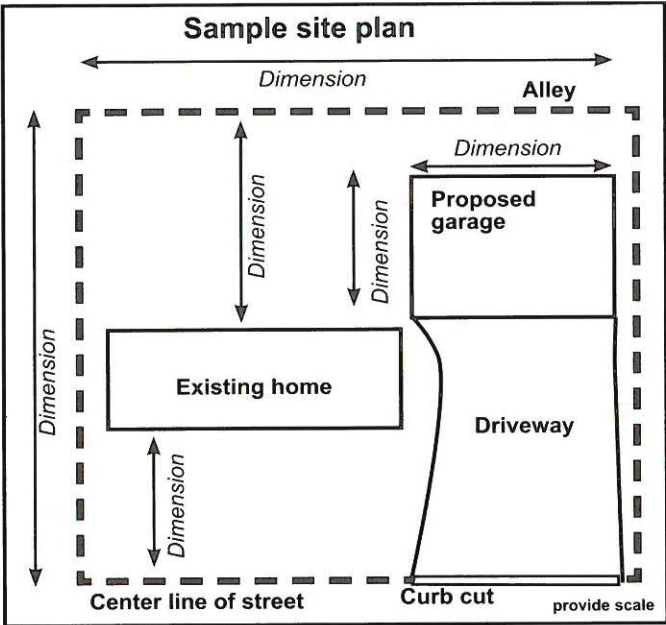 Sample site plan
Dimension
Alley
Dimension
Proposed
garage
Dimension
Dimension
Dimension
Existing home
Driveway
Dimension
Center line of street
Curb cut
provide scale